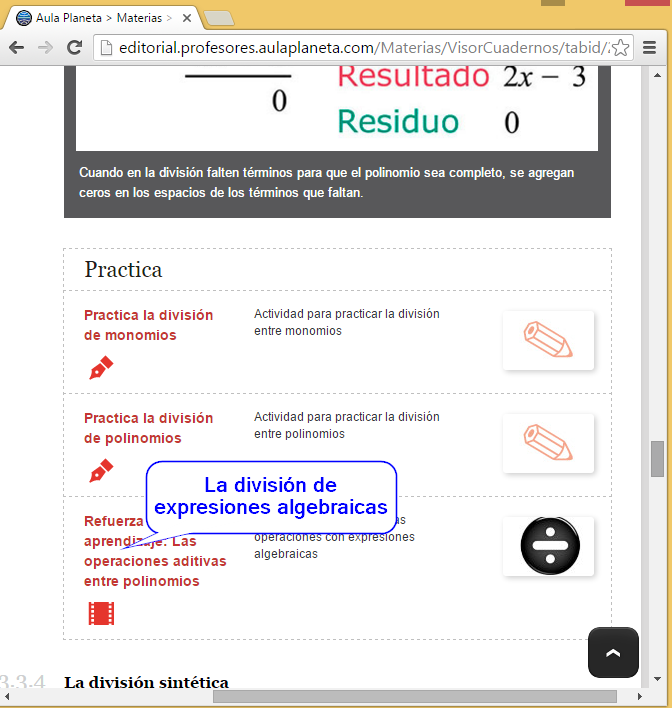 Aula Planeta > Materias >
editorial.profesores.aulaplaneta.com/Materias/VisorCuadernos/tabid/
0
Resultado 2x − 3
Residuo 0
Cuando en la división falten términos para que el polinomio sea completo, se agregan
ceros en los espacios de los términos que faltan.
Practica
Practica la división
de monomios
Actividad para practicar la división
entre monomios
Practica la división
de polinomios
Actividad para practicar la división
entre polinomios
La división de
expresiones algebraicas
Refuerza
aprendizaje: Las
operaciones aditivas
entre polinomios
operaciones con expresiones
algebraicas
3.3.4 La división sintética